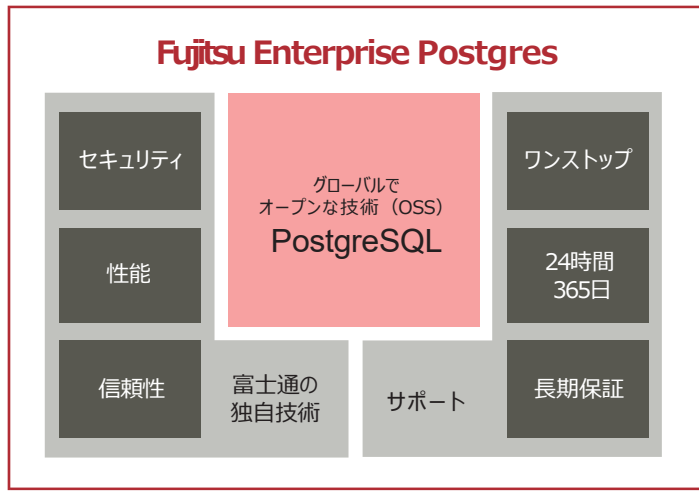 Fujitsu Enterprise Postgres
セキュリティ
性能
信頼性
富士通の
独自技術
グローバルで
オープンな技術（OSS）
PostgreSQL
ワンストップ
24時間
365日
長期保証
サポート